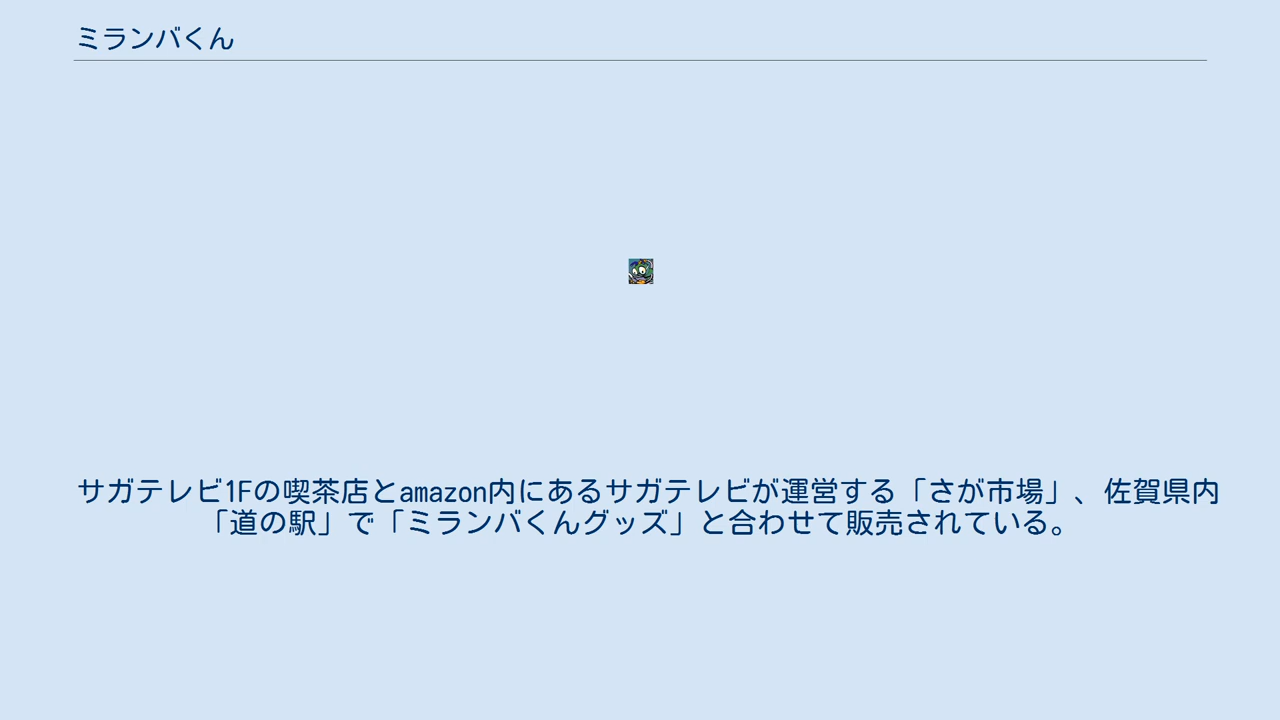 ミランバくん
サガテレビ1Fの喫茶店とamazon内にあるサガテレビが運営する「さが市場」、佐賀県内
「道の駅」で「ミランバくんグッズ」と合わせて販売されている。